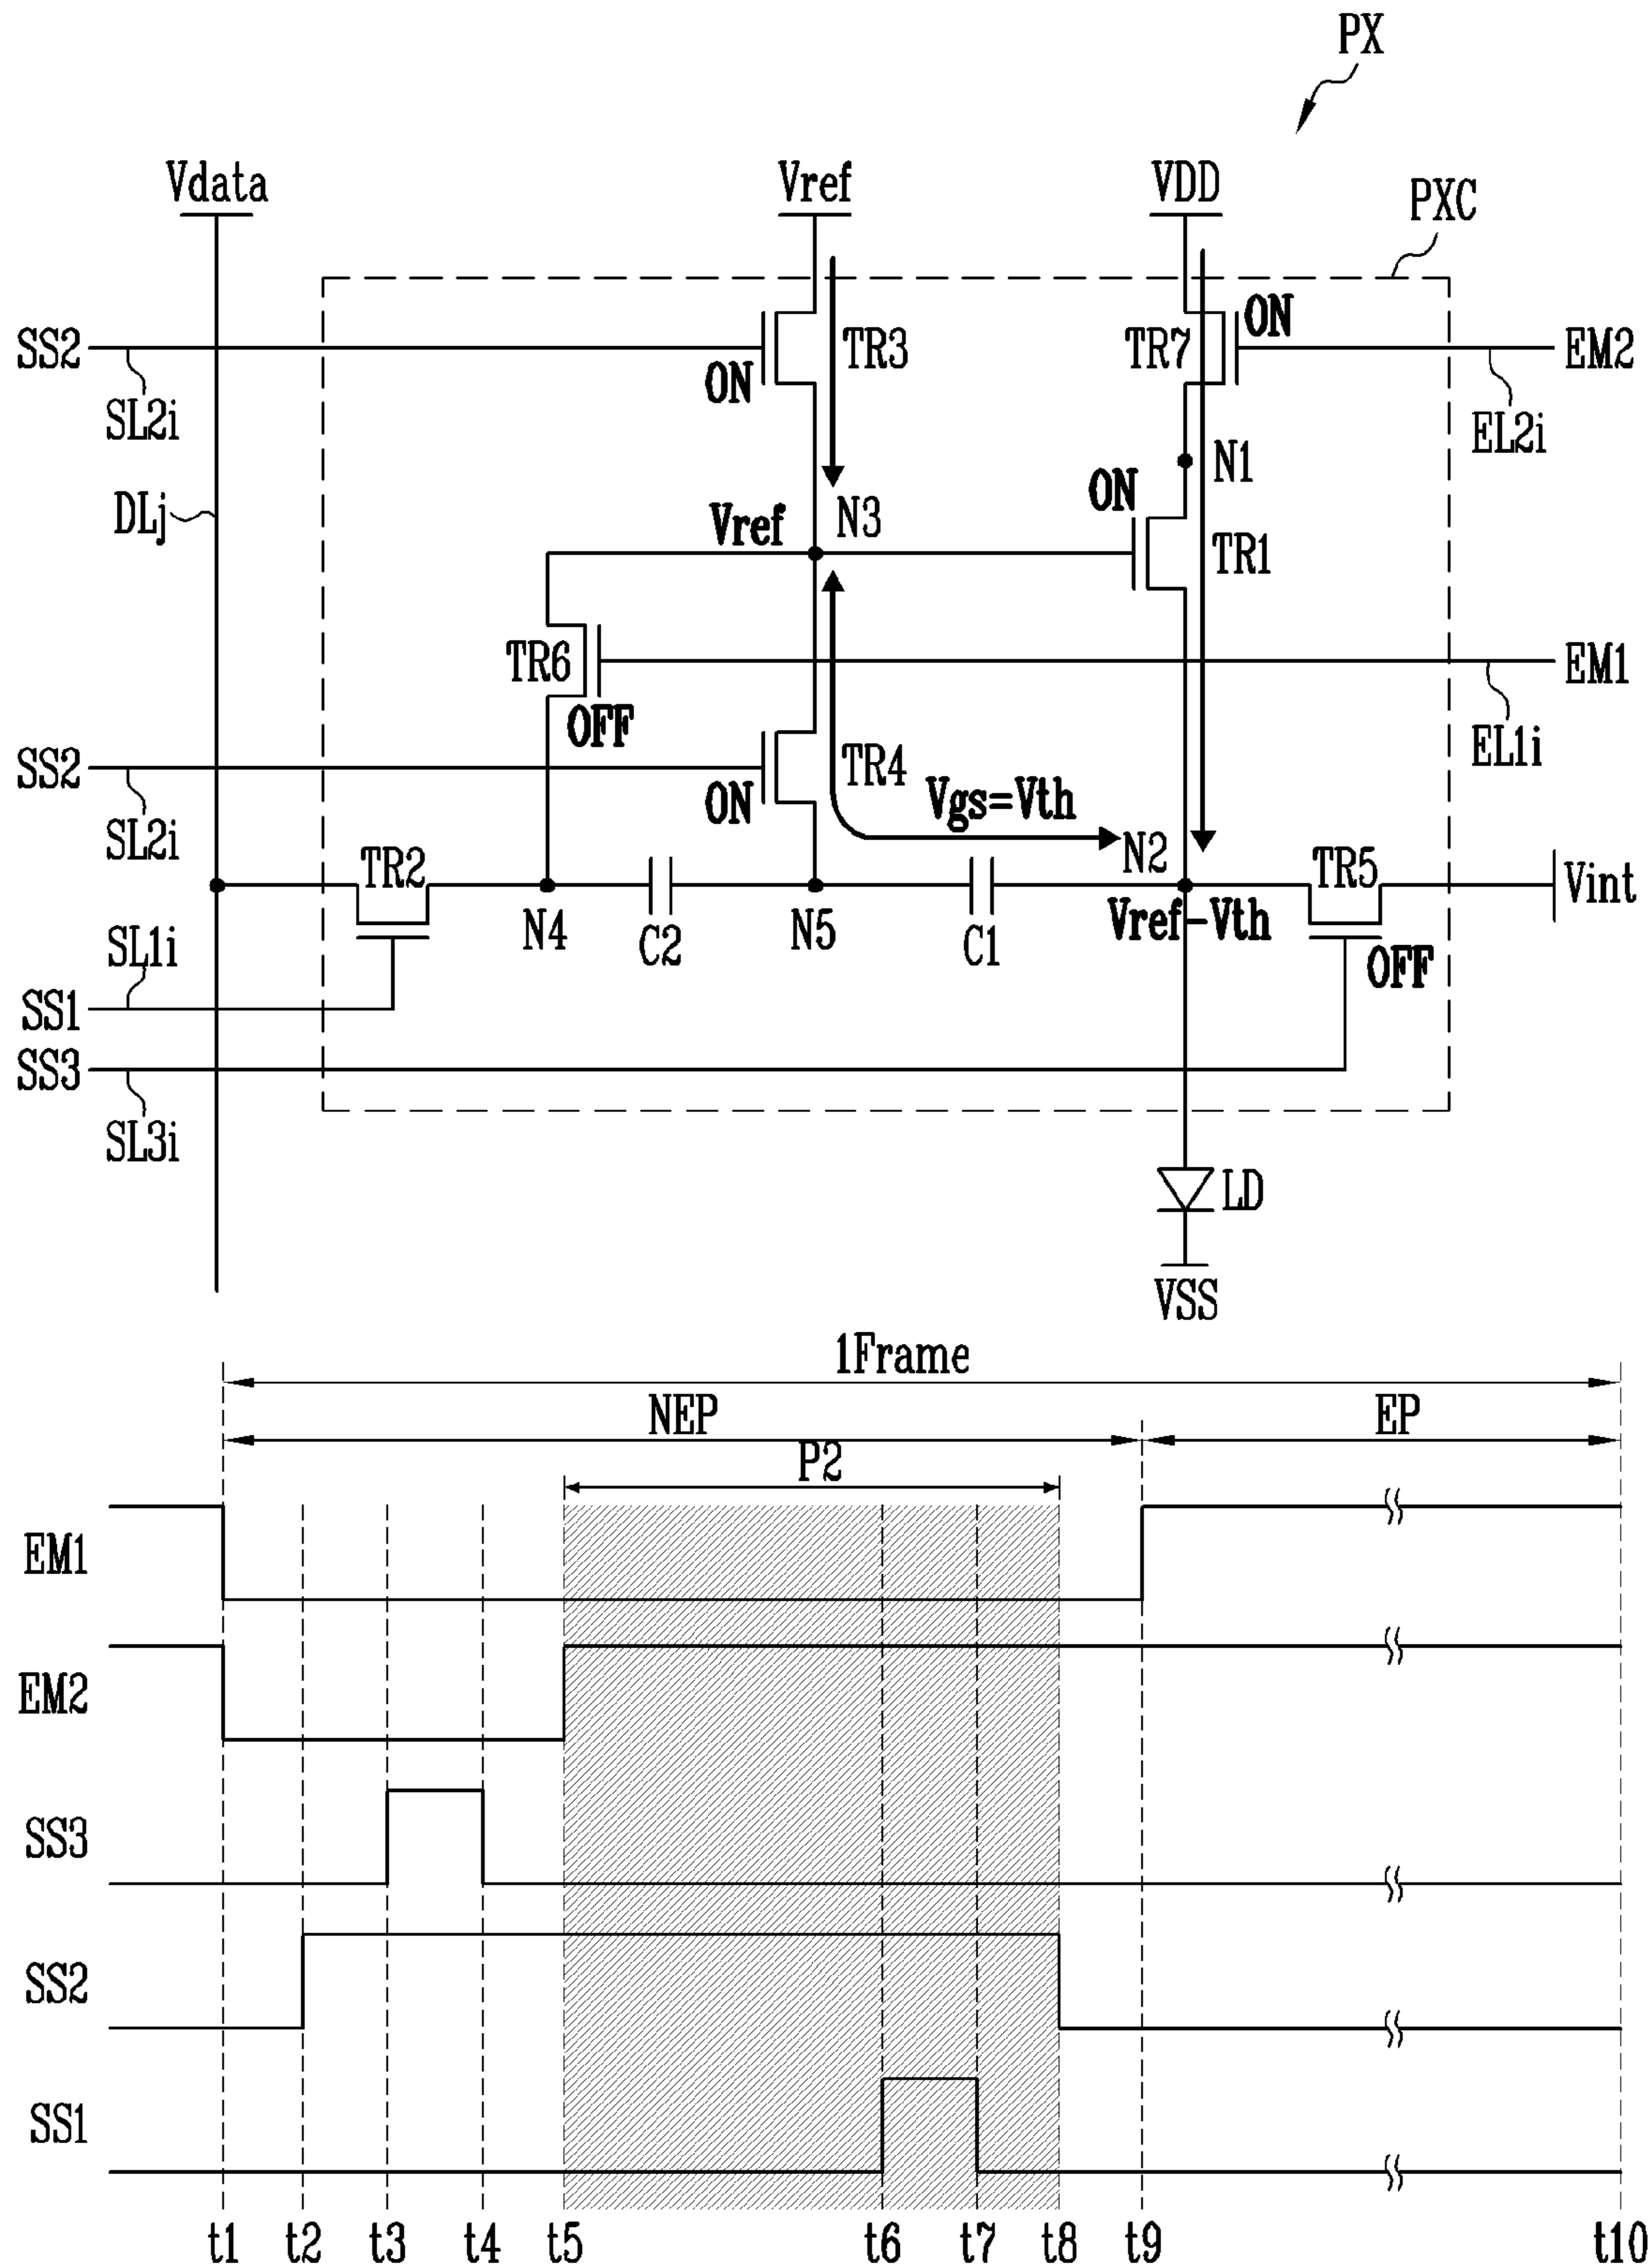 PX
Vdata
Vref
VDD
PXC
SS2
SL2i
TR3
ON
TR7
ON
EM2
EL2i
DLj
Vref
N3
ON
N1
TR1
TR6
OFF
EM1
EL1i
SS2
SL2i
ON
TR4
Vgs=Vth
N2
TR2
TR5
Vint
N4
C2
N5
C1
Vref-Vth
OFF
SL1i
SS1
SS3
SL3i
LD
VSS
1Frame
NEP
EP
P2
EM1
EM2
SS3
SS2
SS1
t1 t2 t3 t4 t5 t6 t7 t8 t9 t10